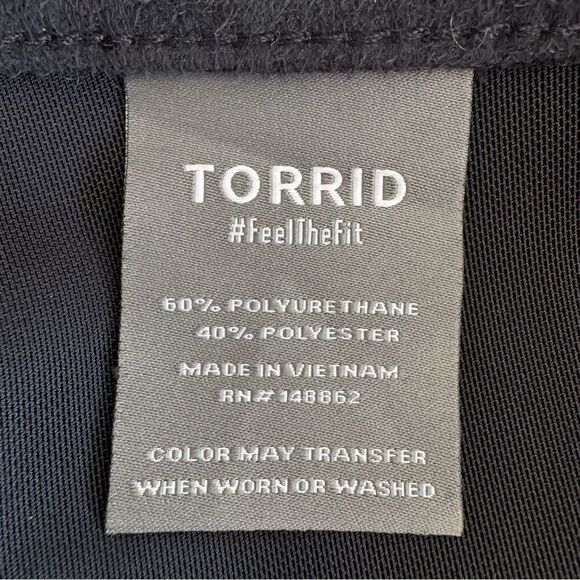 TORRID
#FeelTheFit
60% POLYURETHANE
40% POLYESTER
MADE IN VIETNAM
RN# 148862
COLOR MAY TRANSFER
WHEN WORN OR WASHED